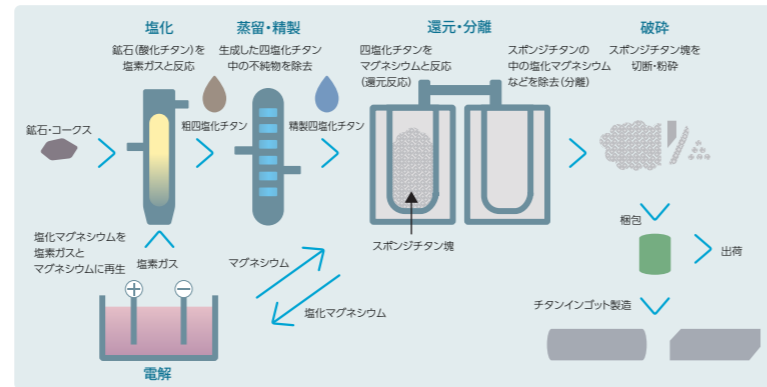 塩化
蒸留・精製
還元・分離
破砕
鉱石（酸化チタン）を
塩素ガスと反応
生成した四塩化チタン
中の不純物を除去
四塩化チタンを
マグネシウムと反応
（還元反応）
スポンジチタンの
中の塩化マグネシウム
などを除去（分離）
スポンジチタン塊を
切断・粉砕
鉱石・コークス
粗四塩化チタン
精製四塩化チタン
スポンジチタン塊
塩化マグネシウムを
塩素ガスと
マグネシウムに再生
塩素ガス
マグネシウム
塩化マグネシウム
梱包
出荷
チタンインゴット製造
+
−
電解